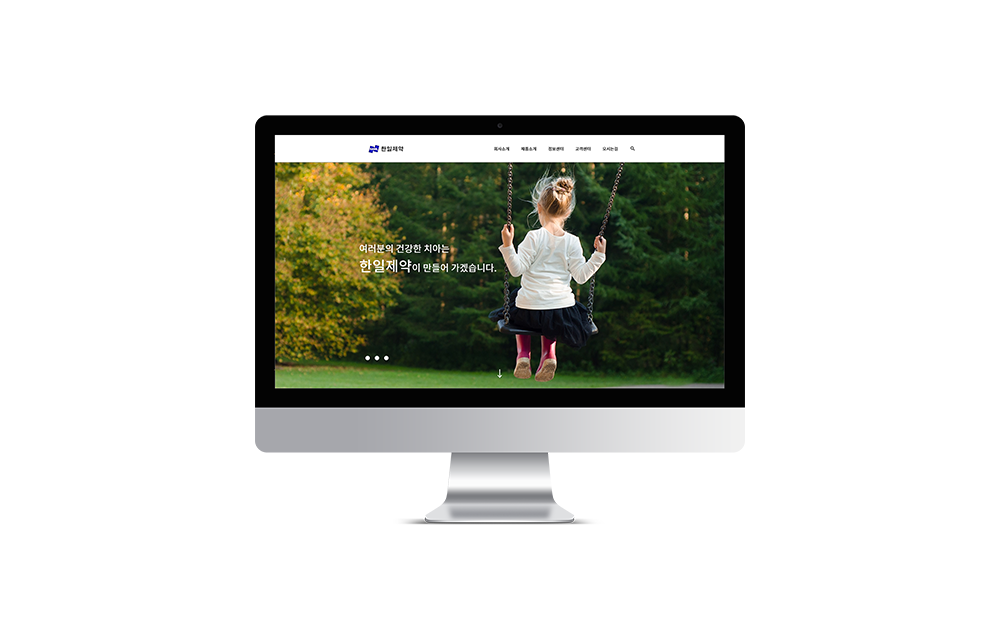 한일제약
회사소개 제품소개 정보센터 고객센터 오시는길
여러분의 건강한 치아는
한일제약이 만들어 가겠습니다.